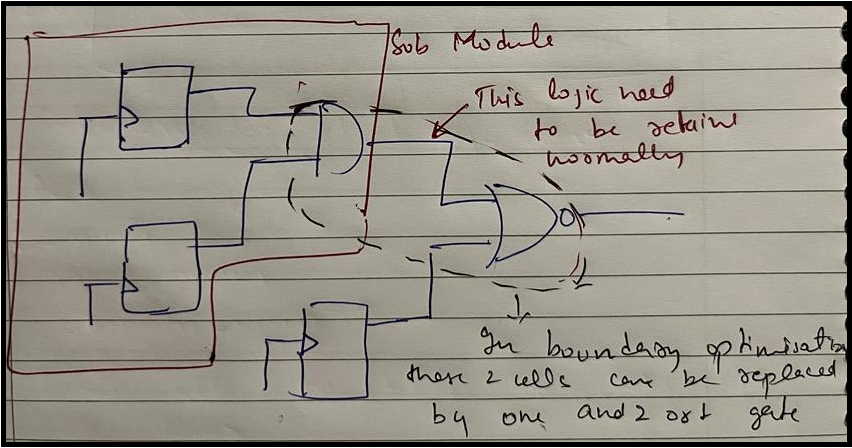 Sub Module
This logic need
to be retain
normally
In boundary optimisation
these 2 cells can be replaced
by one and 2 or 1 gate